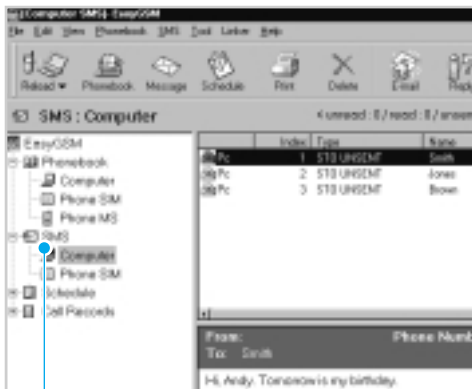 [Computer SMS]- EasyGSM
File Edit View Phonebook SMS Tool Linker Help
Reload Phonebook Message Schedule Print Delete E-mail Reply
SMS : Computer
< unread : 0 / read : 0 / unsent
Index Type Name
Pc 1 STO UNSENT Smith
Pc 2 STO UNSENT Jones
Pc 3 STO UNSENT Brown
EasyGSM
Phonebook
Computer
Phone SIM
Phone MS
SMS
Computer
Phone SIM
Schedule
Call Records
From: Phone Numb
To: Smith
Hi, Andy. Tomorrow is my birthday.